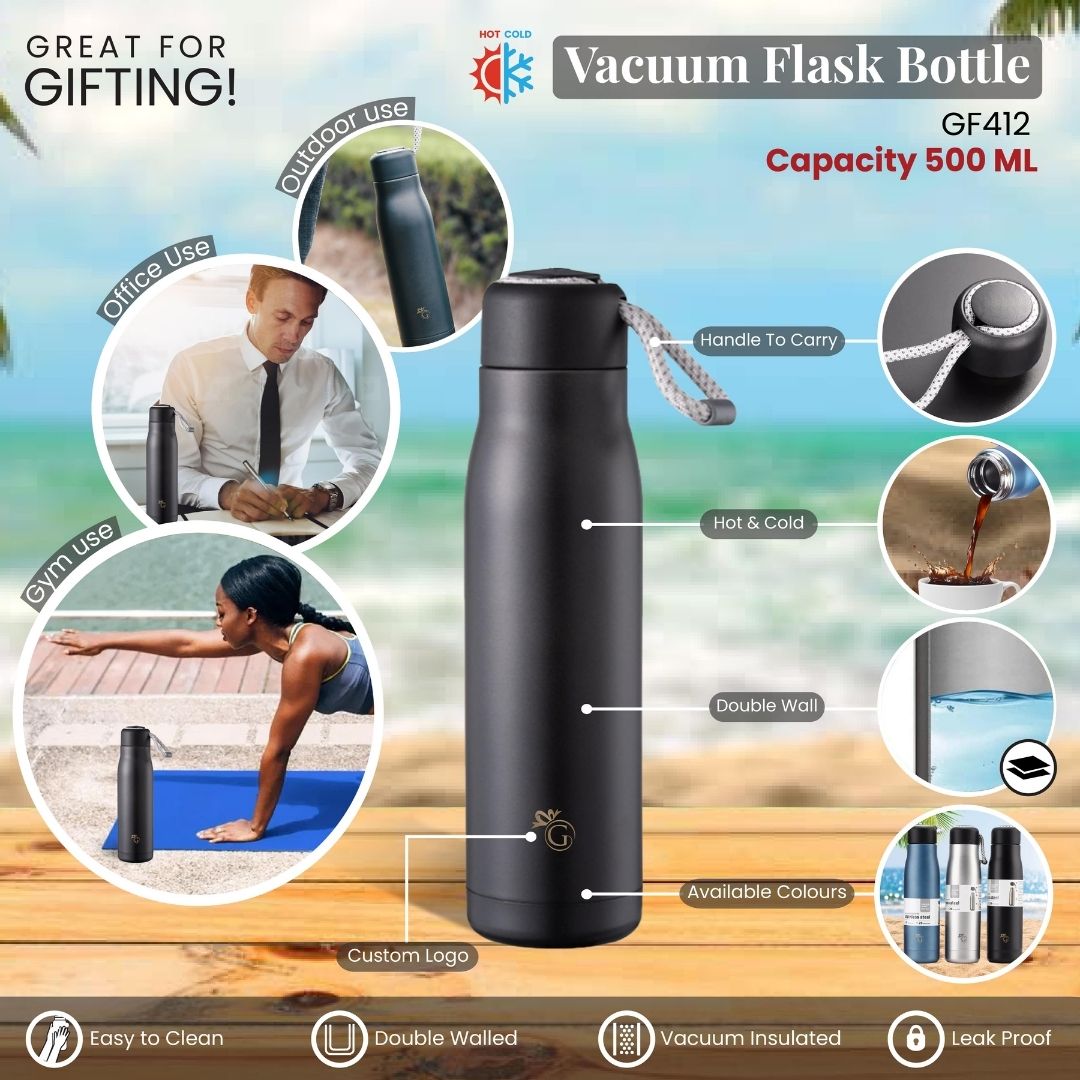 GREAT FOR
GIFTING!
HOT COLD
Vacuum Flask Bottle
GF412
Capacity 500 ML
Outdoor use
Office Use
Gym use
Handle To Carry
Hot & Cold
Double Wall
G
Available Colours
Custom Logo
Easy to Clean
Double Walled
Vacuum Insulated
Leak Proof